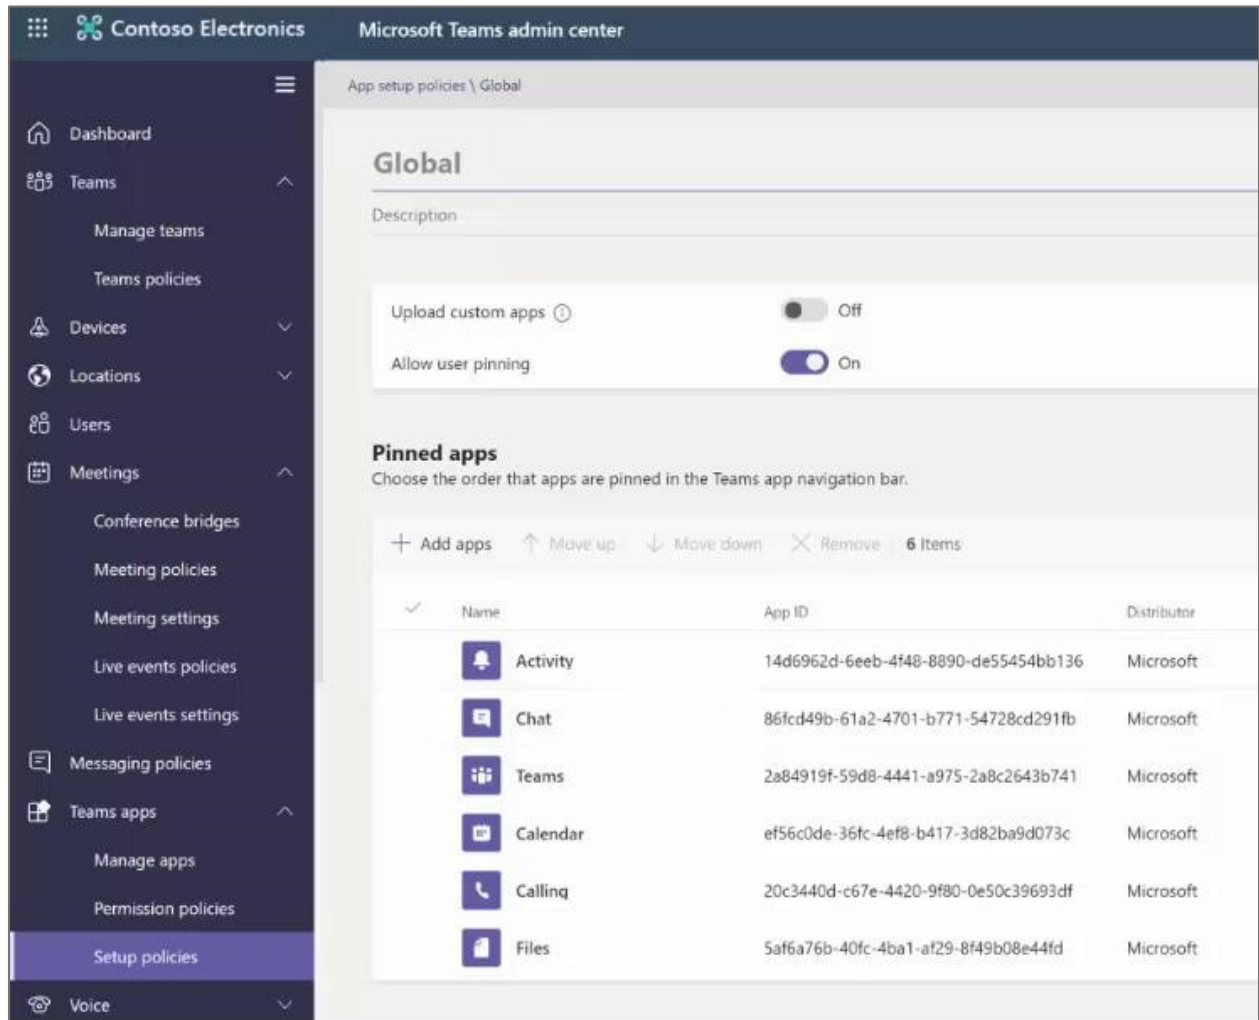 Contoso Electronics
Microsoft Teams admin center
App setup policies \ Global
Dashboard
Teams
Manage teams
Teams policies
Devices
Locations
Users
Meetings
Conference bridges
Meeting policies
Meeting settings
Live events policies
Live events settings
Messaging policies
Teams apps
Manage apps
Permission policies
Setup policies
Voice
Global
Description
Upload custom apps Off
Allow user pinning On
Pinned apps
Choose the order that apps are pinned in the Teams app navigation bar.
Add apps Move up Move down Remove 6 Items
Name App ID Distributor
Activity 14d6962d-6eeb-4f48-8890-de55454bb136 Microsoft
Chat 86fcd49b-61a2-4701-b771-54728cd291fb Microsoft
Teams 2a84919f-59d8-4441-a975-2a8c2643b741 Microsoft
Calendar ef56c0de-36fc-4ef8-b417-3d82ba9d073c Microsoft
Calling 20c3440d-c67e-4420-9f80-0e50c39693df Microsoft
Files 5af6a76b-40fc-4ba1-af29-8f49b08e44fd Microsoft